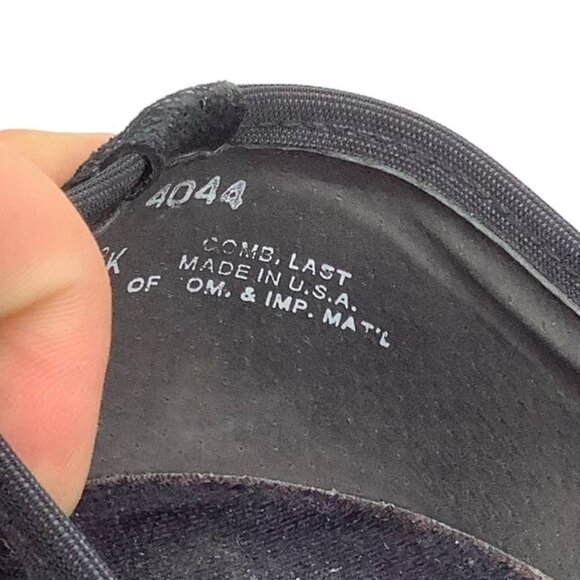 4044
COMB. LAST
MADE IN U.S.A.
OF OM. & IMP. MAT'L